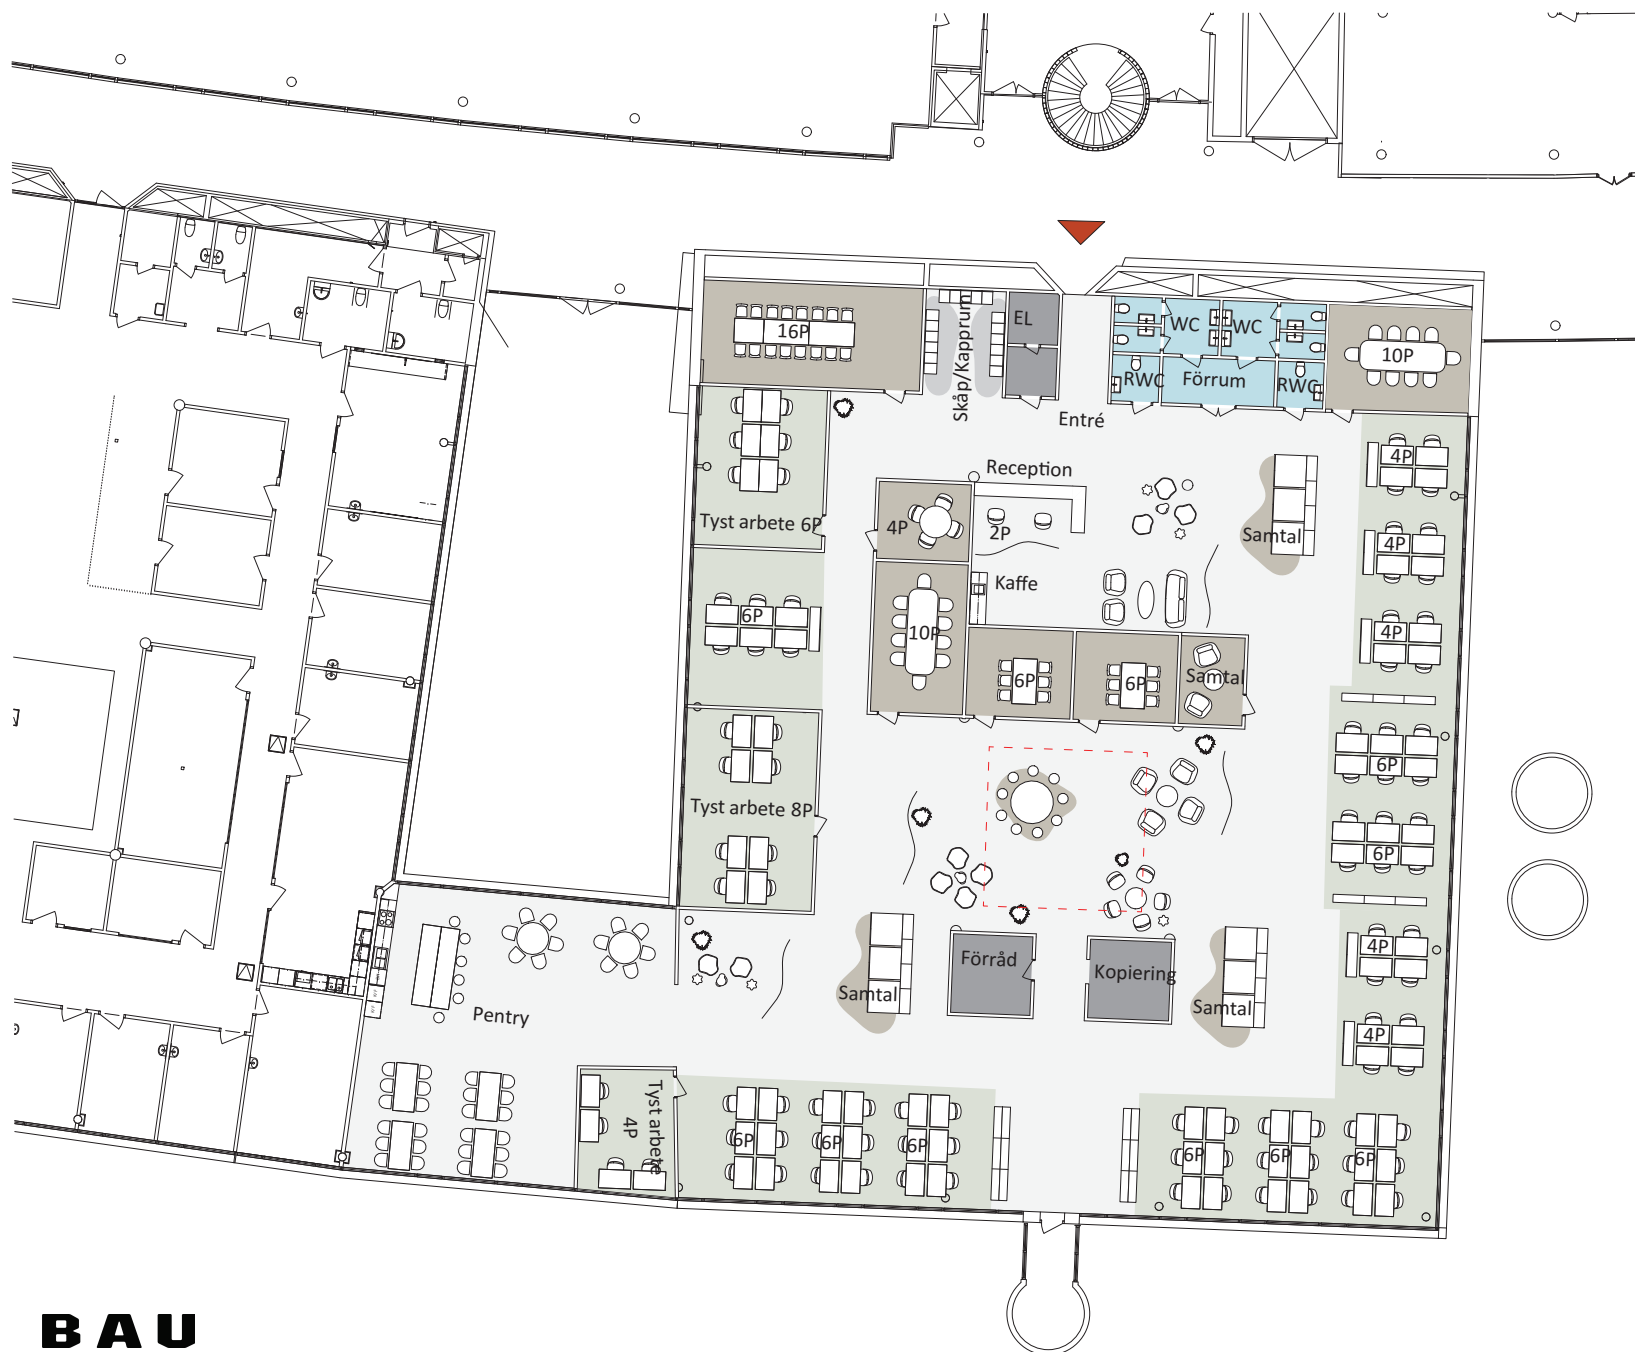 16P
Skåp/Kapprum
EL
WC
WC
10P
RWC
Förrum
RWC
Entré
4P
Reception
Tyst arbete 6P
4P
2P
Samtal
4P
Kaffe
6P
10P
4P
6P
6P
Samtal
6P
Tyst arbete 8P
6P
4P
Förråd
Kopiering
Samtal
Samtal
Pentry
4P
Tyst arbete
4P
6P
6P
6P
6P
6P
6P
BAU